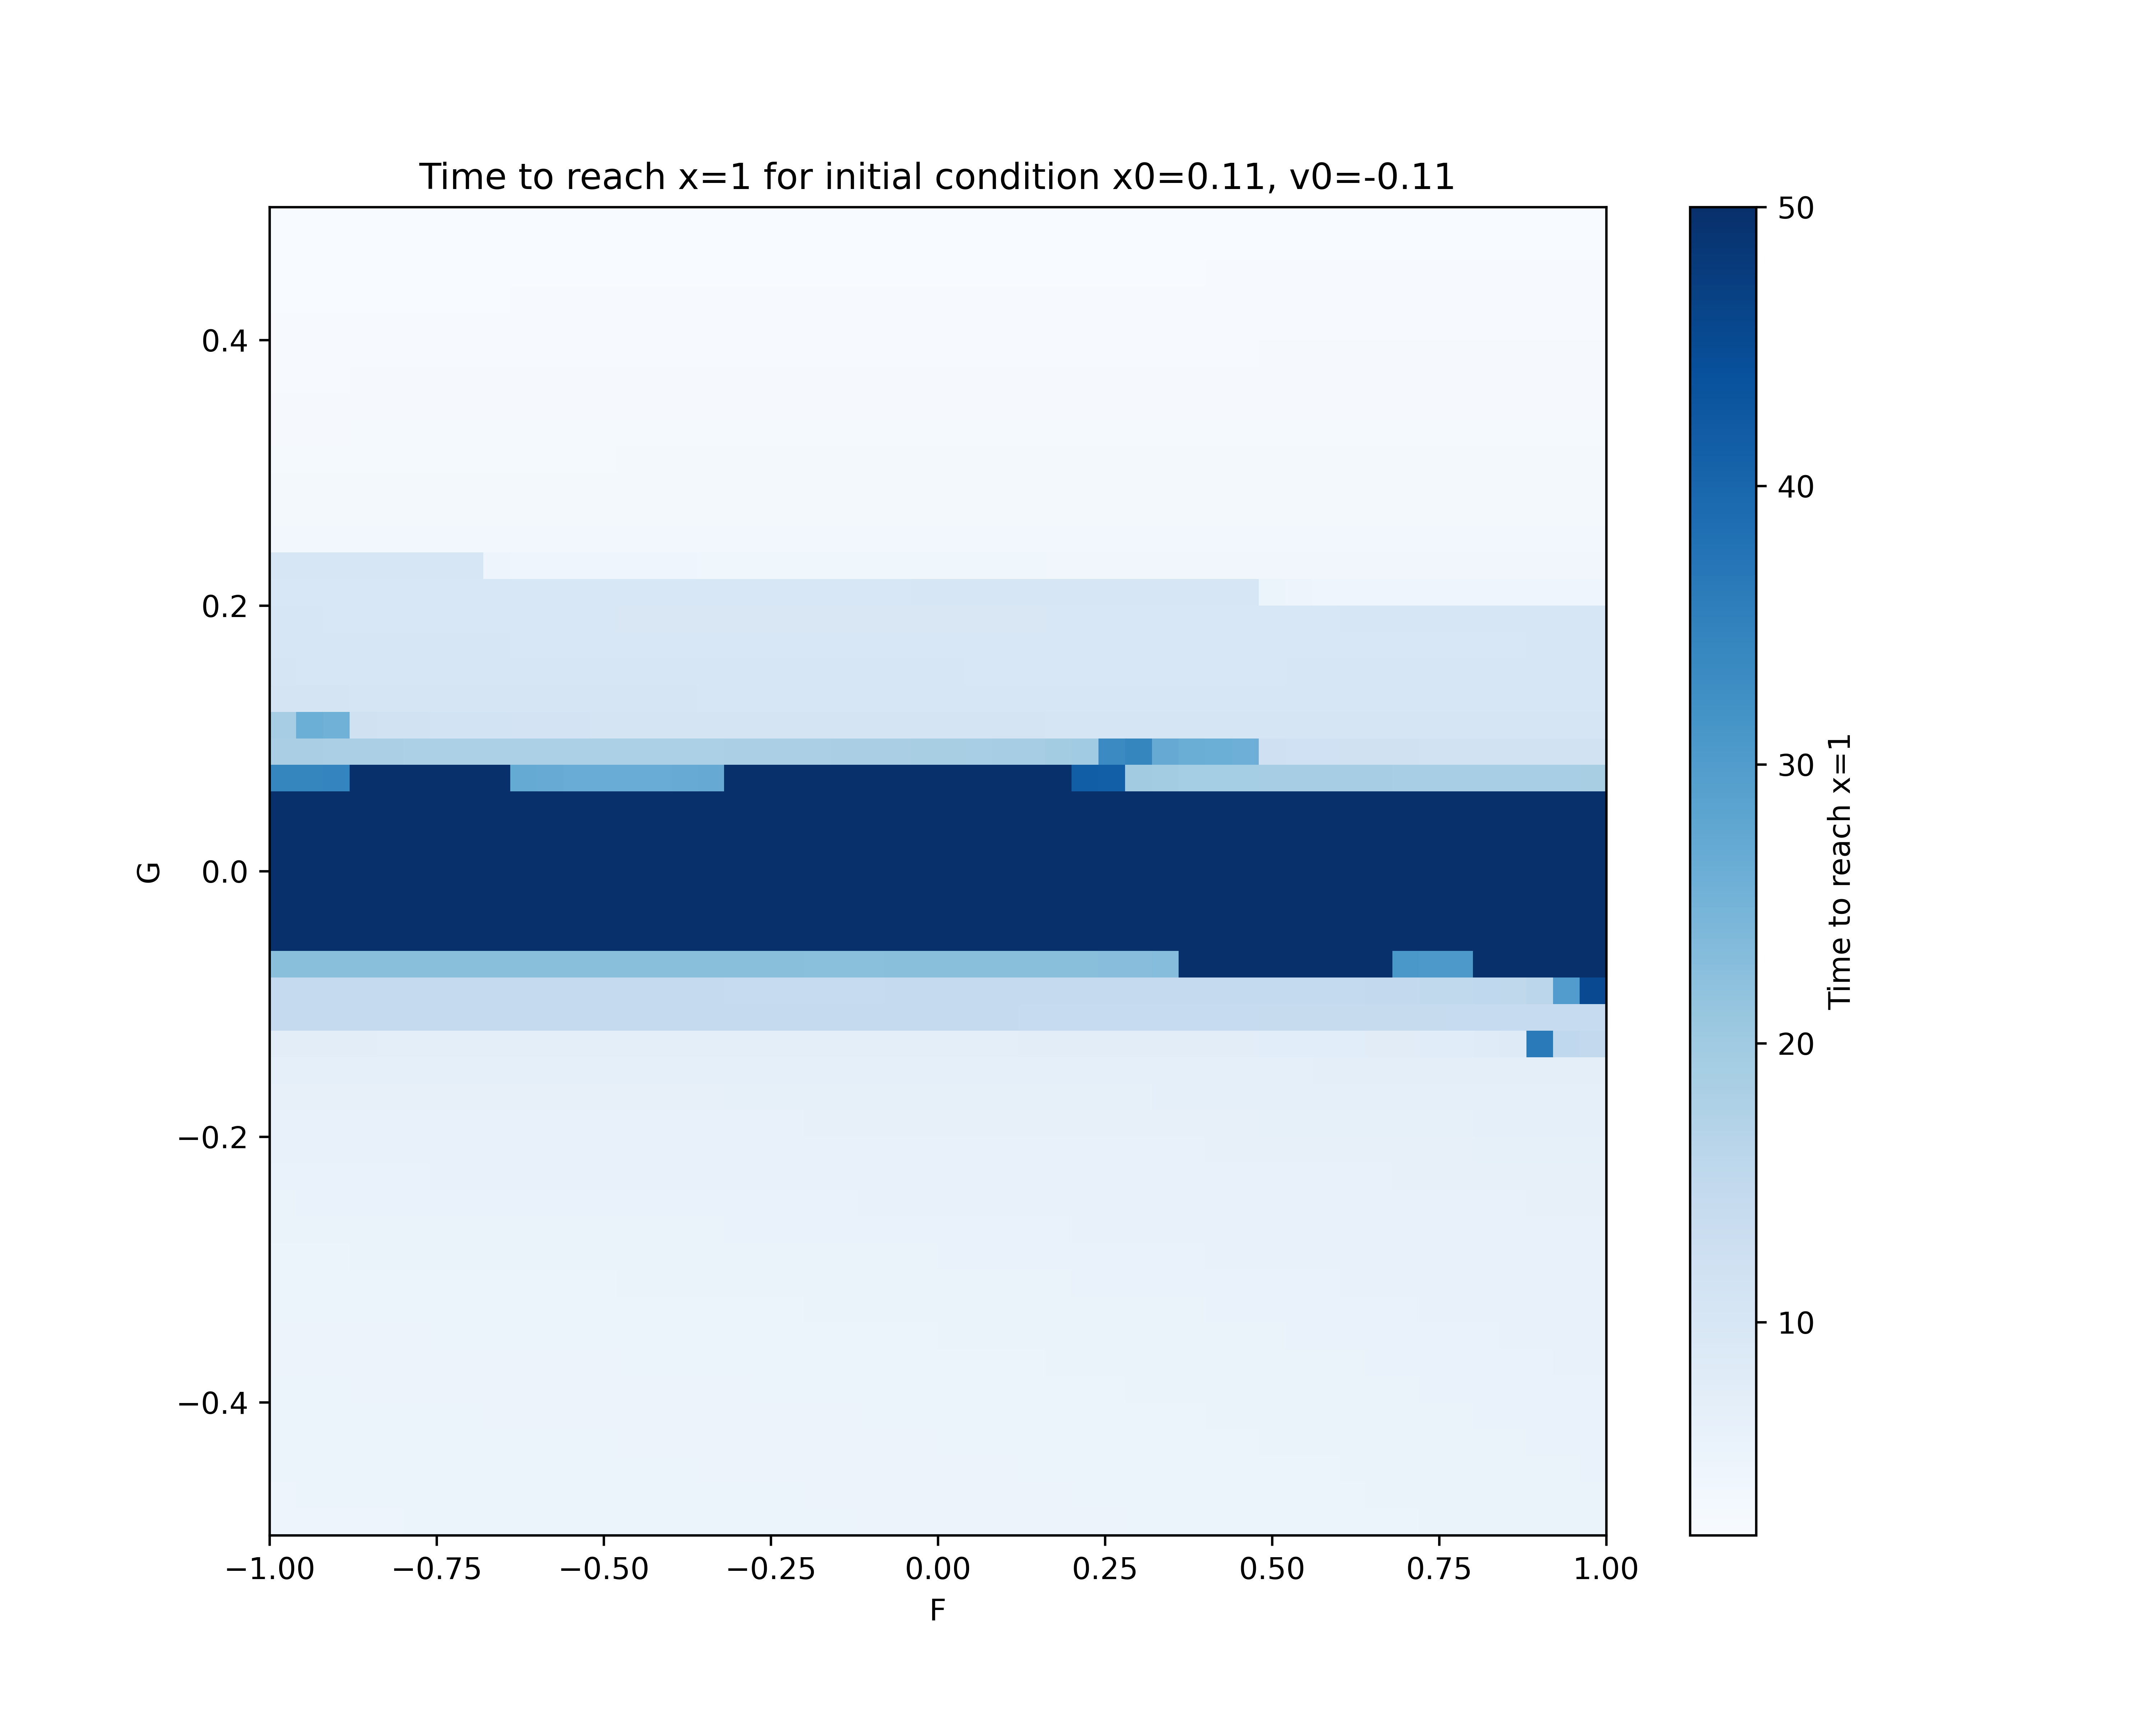 Time to reach x=1 for initial condition x0=0.11, v0=-0.11
G
0.4
0.2
0.0
−0.2
−0.4
−1.00 −0.75 −0.50 −0.25 0.00 0.25 0.50 0.75 1.00
F
50
40
30
20
10
Time to reach x=1